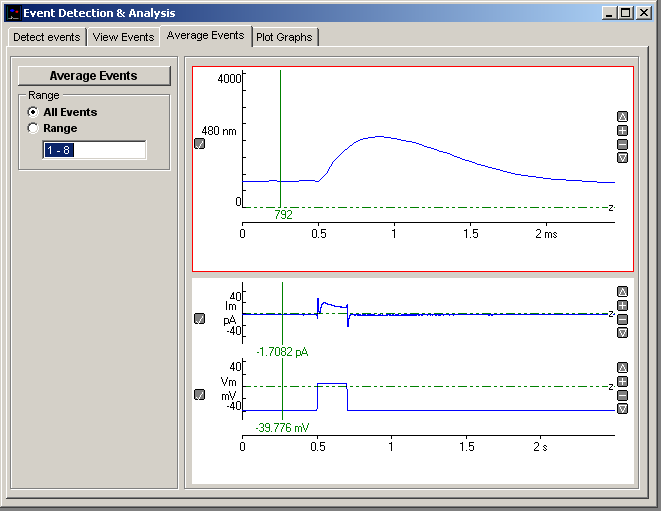 Event Detection & Analysis
Detect events View Events Average Events Plot Graphs
Average Events
Range
All Events
Range
1 - 8
4000
480 nm
0
792
z
0 0.5 1 1.5 2 ms
40
Im
pA
-40
z
-1.7082 pA
40
Vm
mV
-40
z
-39.776 mV
0 0.5 1 1.5 2 s